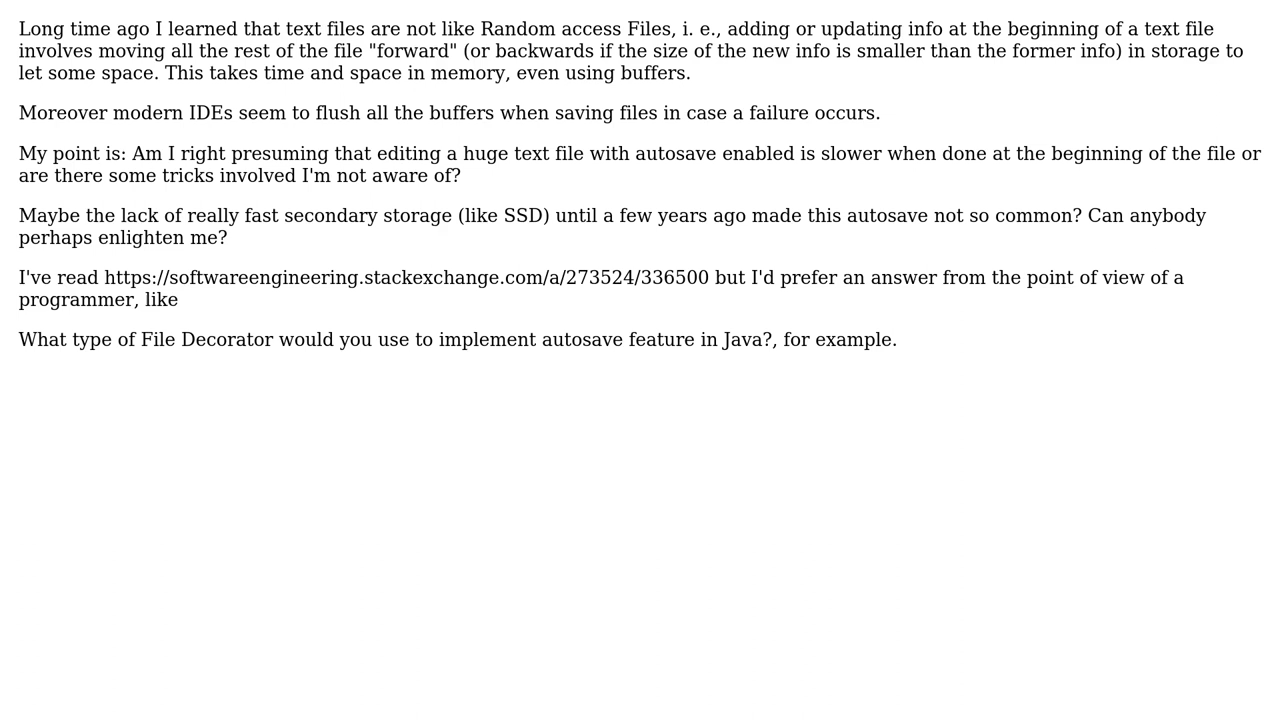 Long time ago I learned that text files are not like Random access Files, i. e., adding or updating info at the beginning of a text file
involves moving all the rest of the file "forward" (or backwards if the size of the new info is smaller than the former info) in storage to
let some space. This takes time and space in memory, even using buffers.
Moreover modern IDEs seem to flush all the buffers when saving files in case a failure occurs.
My point is: Am I right presuming that editing a huge text file with autosave enabled is slower when done at the beginning of the file or
are there some tricks involved I'm not aware of?
Maybe the lack of really fast secondary storage (like SSD) until a few years ago made this autosave not so common? Can anybody
perhaps enlighten me?
I've read https://softwareengineering.stackexchange.com/a/273524/336500 but I'd prefer an answer from the point of view of a
programmer, like
What type of File Decorator would you use to implement autosave feature in Java?, for example.